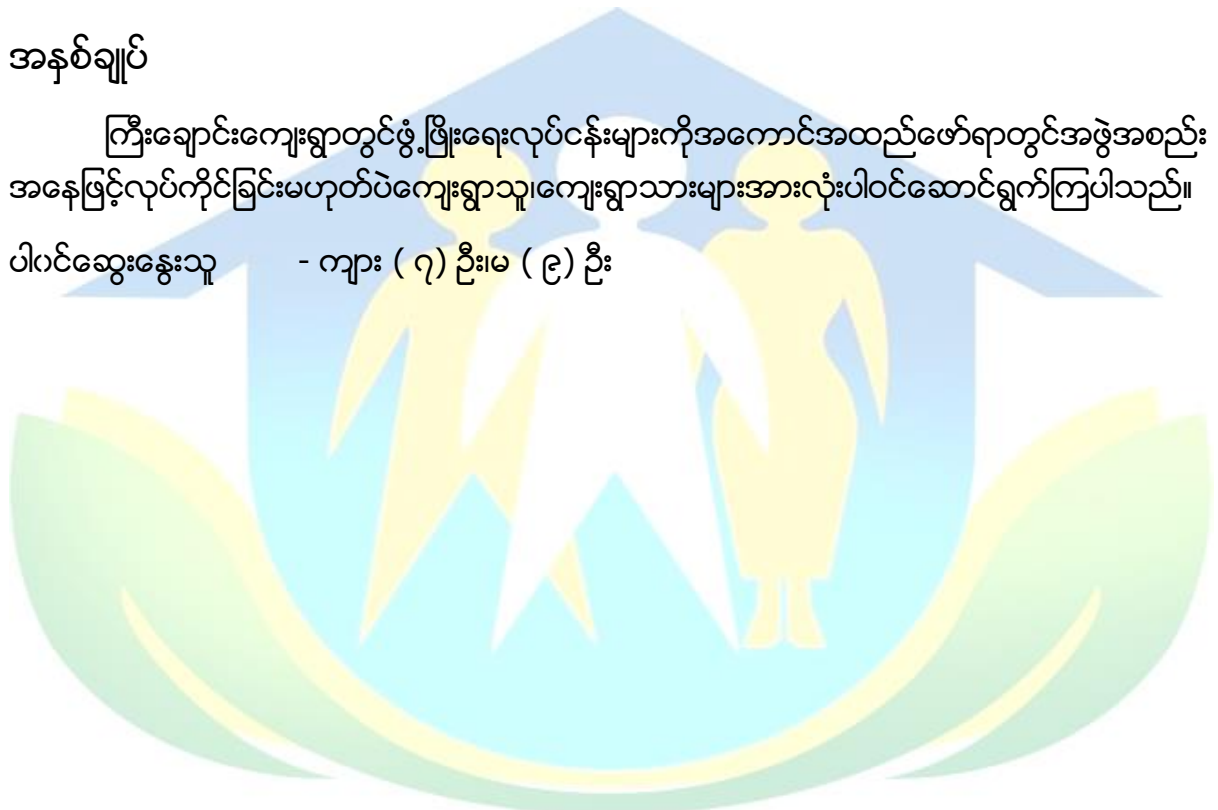 အနှစ်ချုပ်
ကြီးချောင်းကျေးရွာတွင်ဖွံ့ဖြိုးရေးလုပ်ငန်းများကိုအကောင်အထည်ဖော်ရာတွင်အဖွဲအစည်း
အနေဖြင့်လုပ်ကိုင်ခြင်းမဟုတ်ပဲကျေးရွာသူ၊ကျေးရွာသားများအားလုံးပါဝင်ဆောင်ရွက်ကြပါသည်။
ပါ၀င်ဆွေးနွေးသူ - ကျား ( ၇) ဦး၊မ ( ၉) ဦး